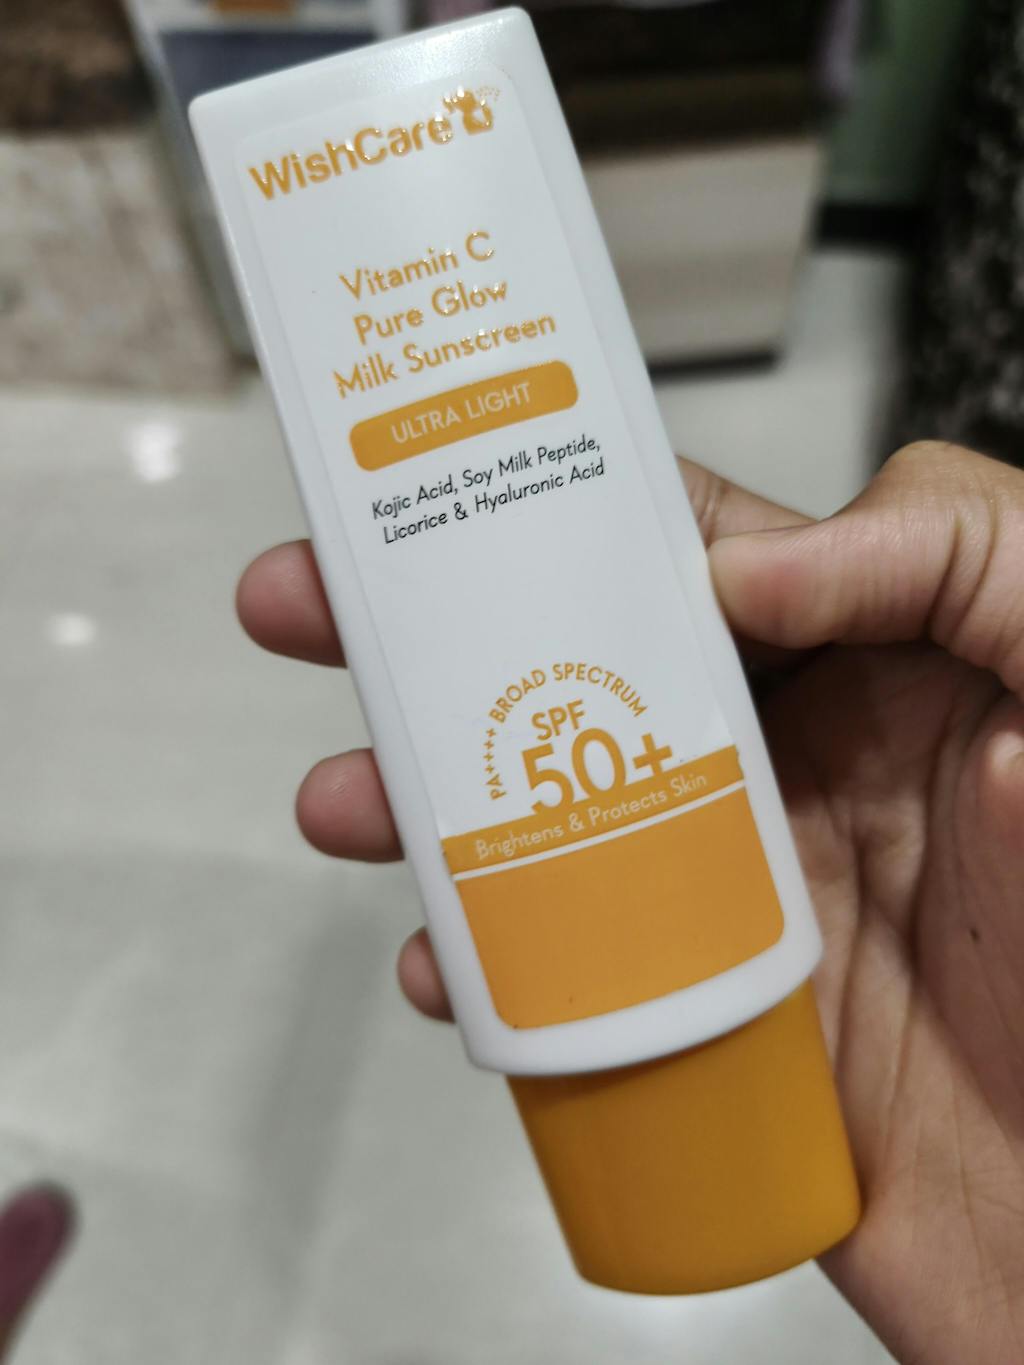 WishCare
Vitamin C
Pure Glow
Milk Sunscreen
ULTRA LIGHT
Kojic Acid, Soy Milk Peptide,
Licorice & Hyaluronic Acid
PA++++ BROAD SPECTRUM
SPF
50+
Brightens & Protects Skin